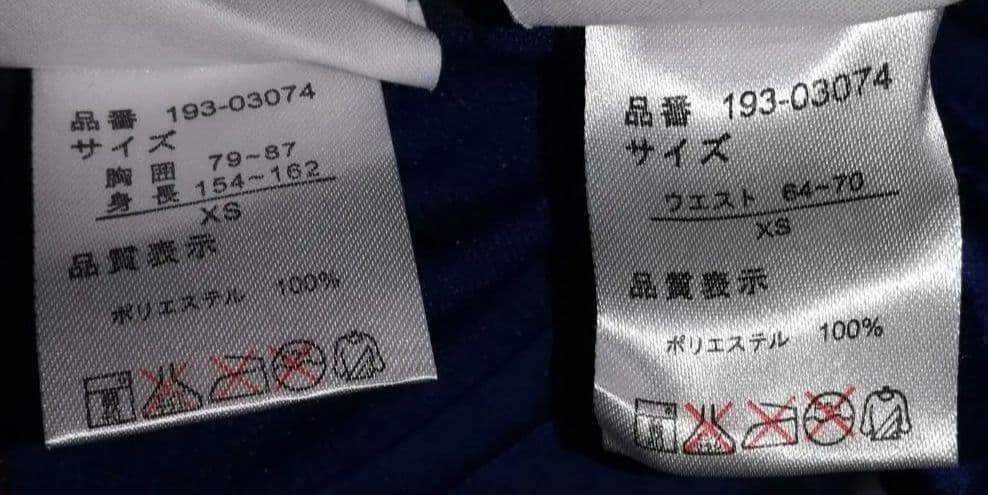 品番 193-03074
サイズ
胸囲 79~87
身長 154~162
XS
品質表示
ポリエステル 100%
品番 193-03074
サイズ
ウエスト 64~70
XS
品質表示
ポリエステル 100%